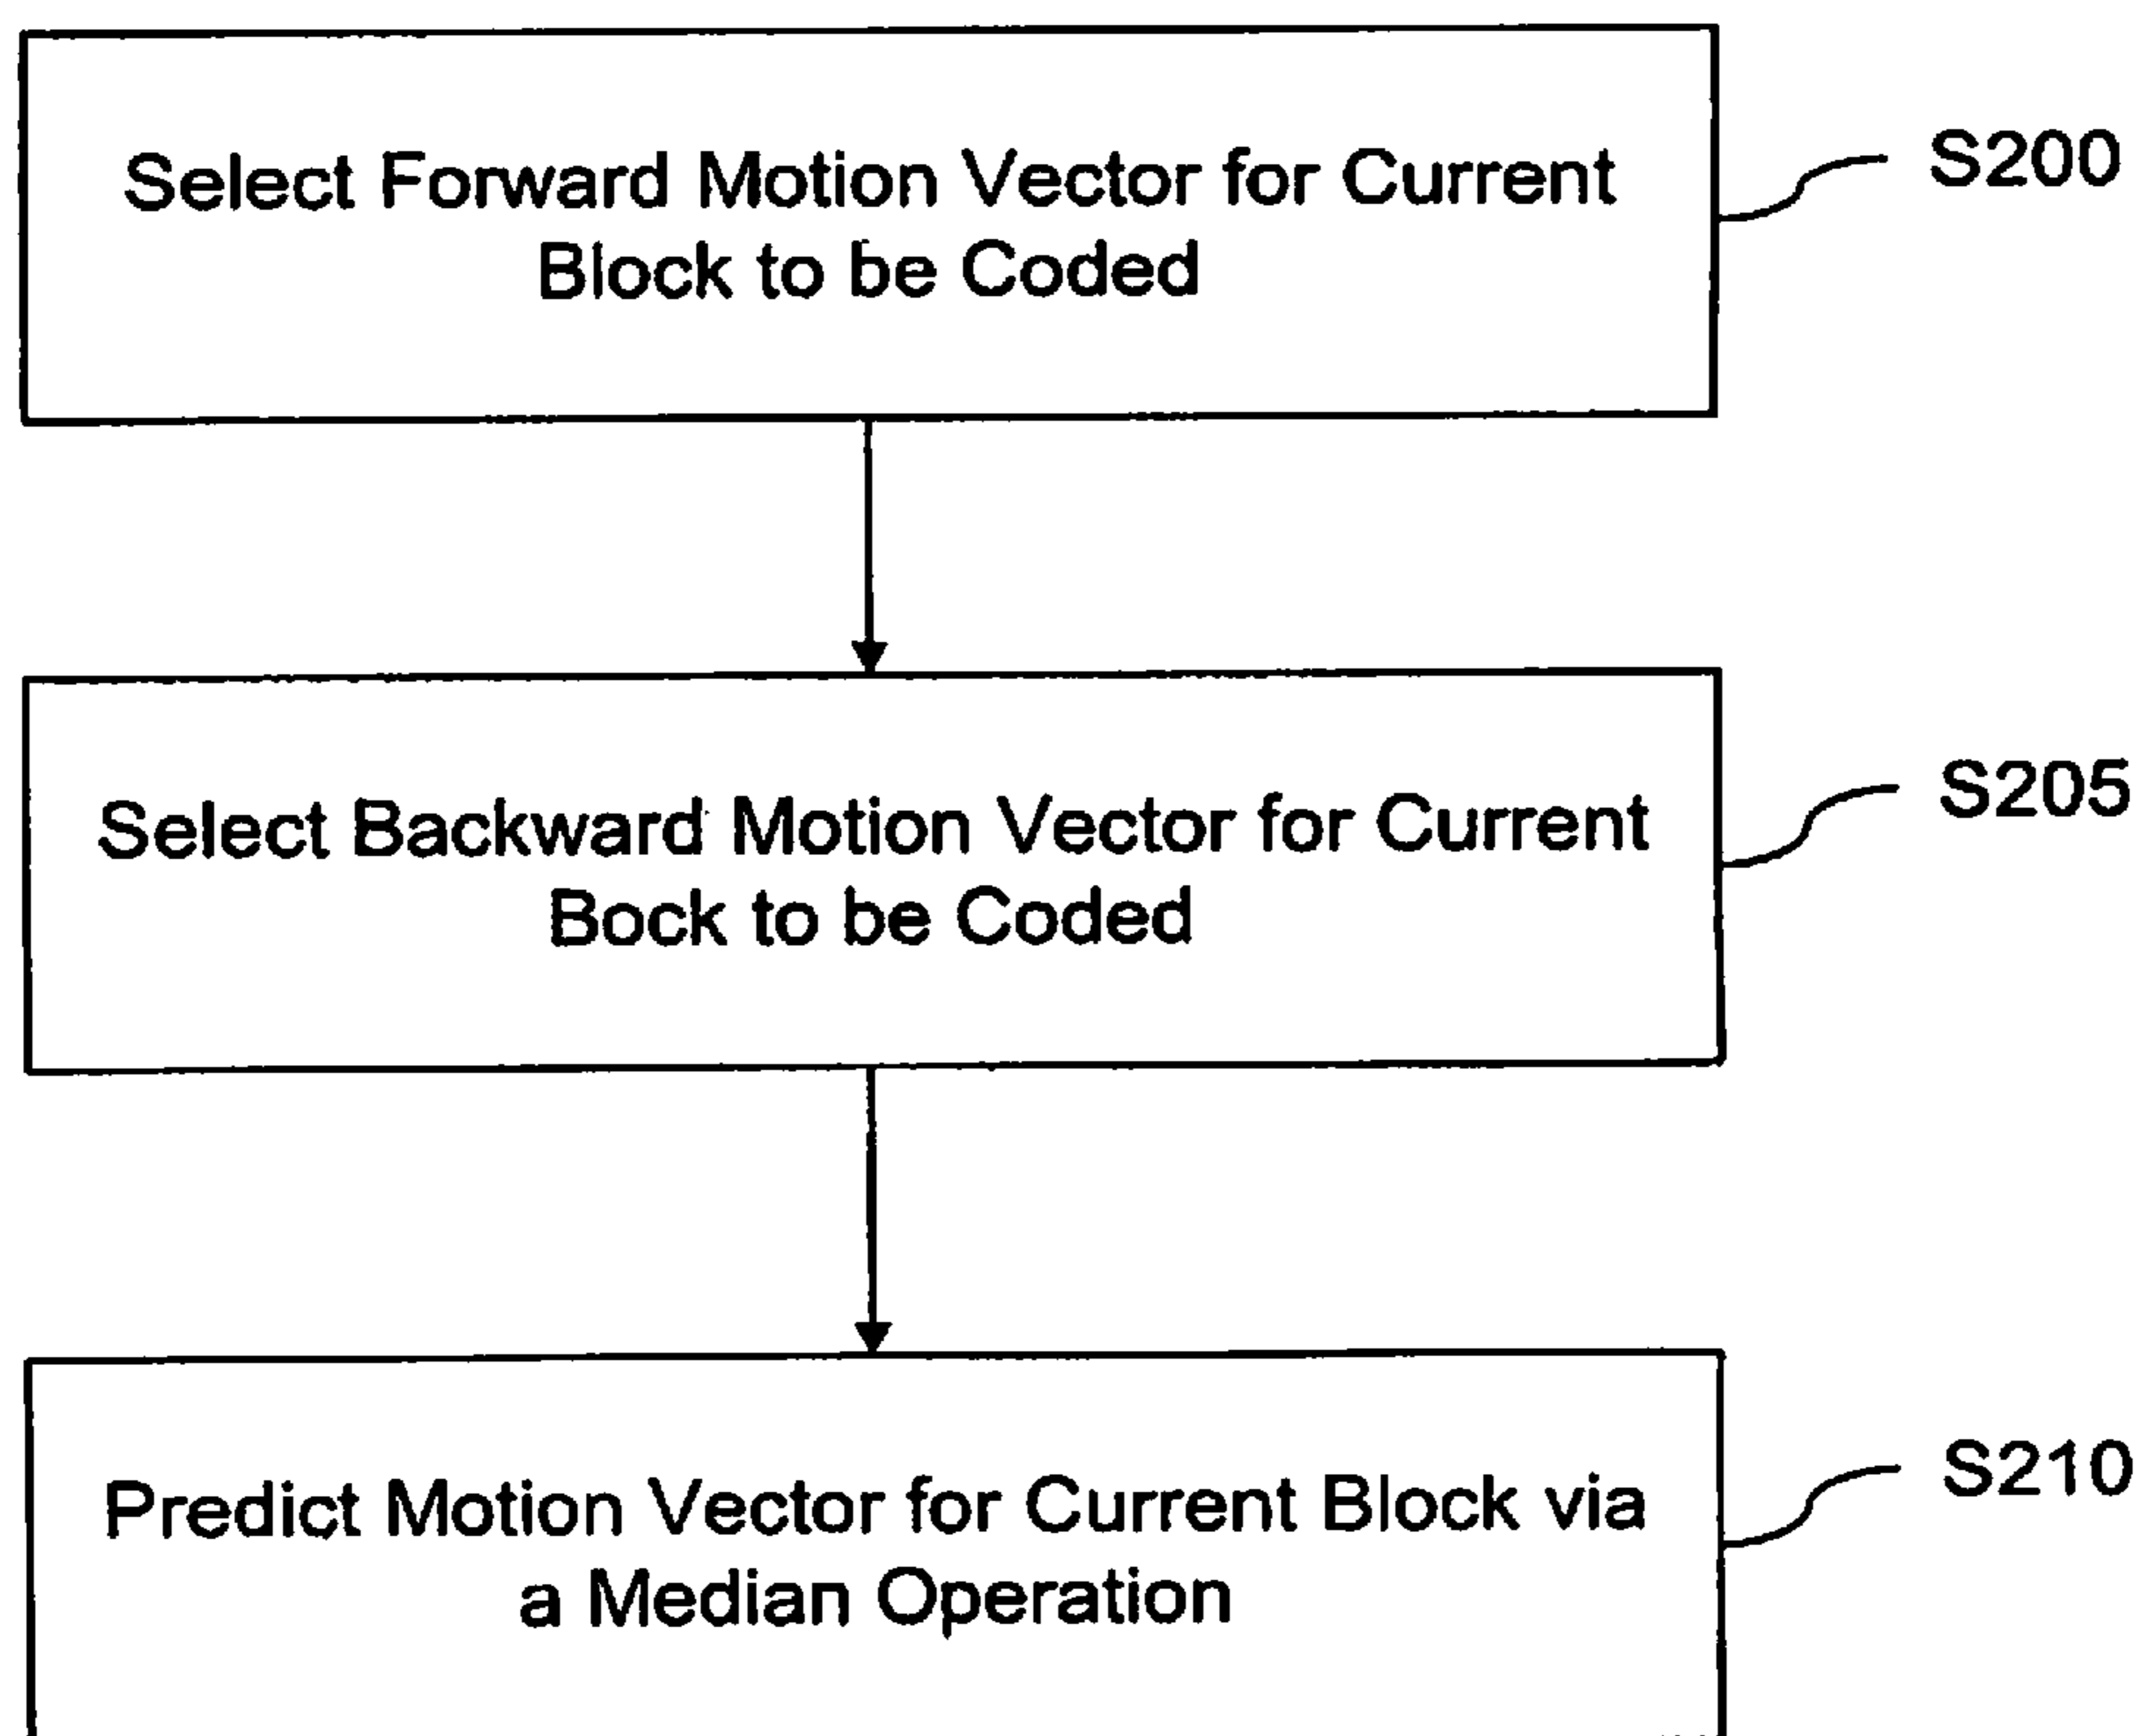 Select Forward Motion Vector for Current
Block to be Coded
S200
Select Backward Motion Vector for Current
Bock to be Coded
S205
Predict Motion Vector for Current Block via
a Median Operation
S210